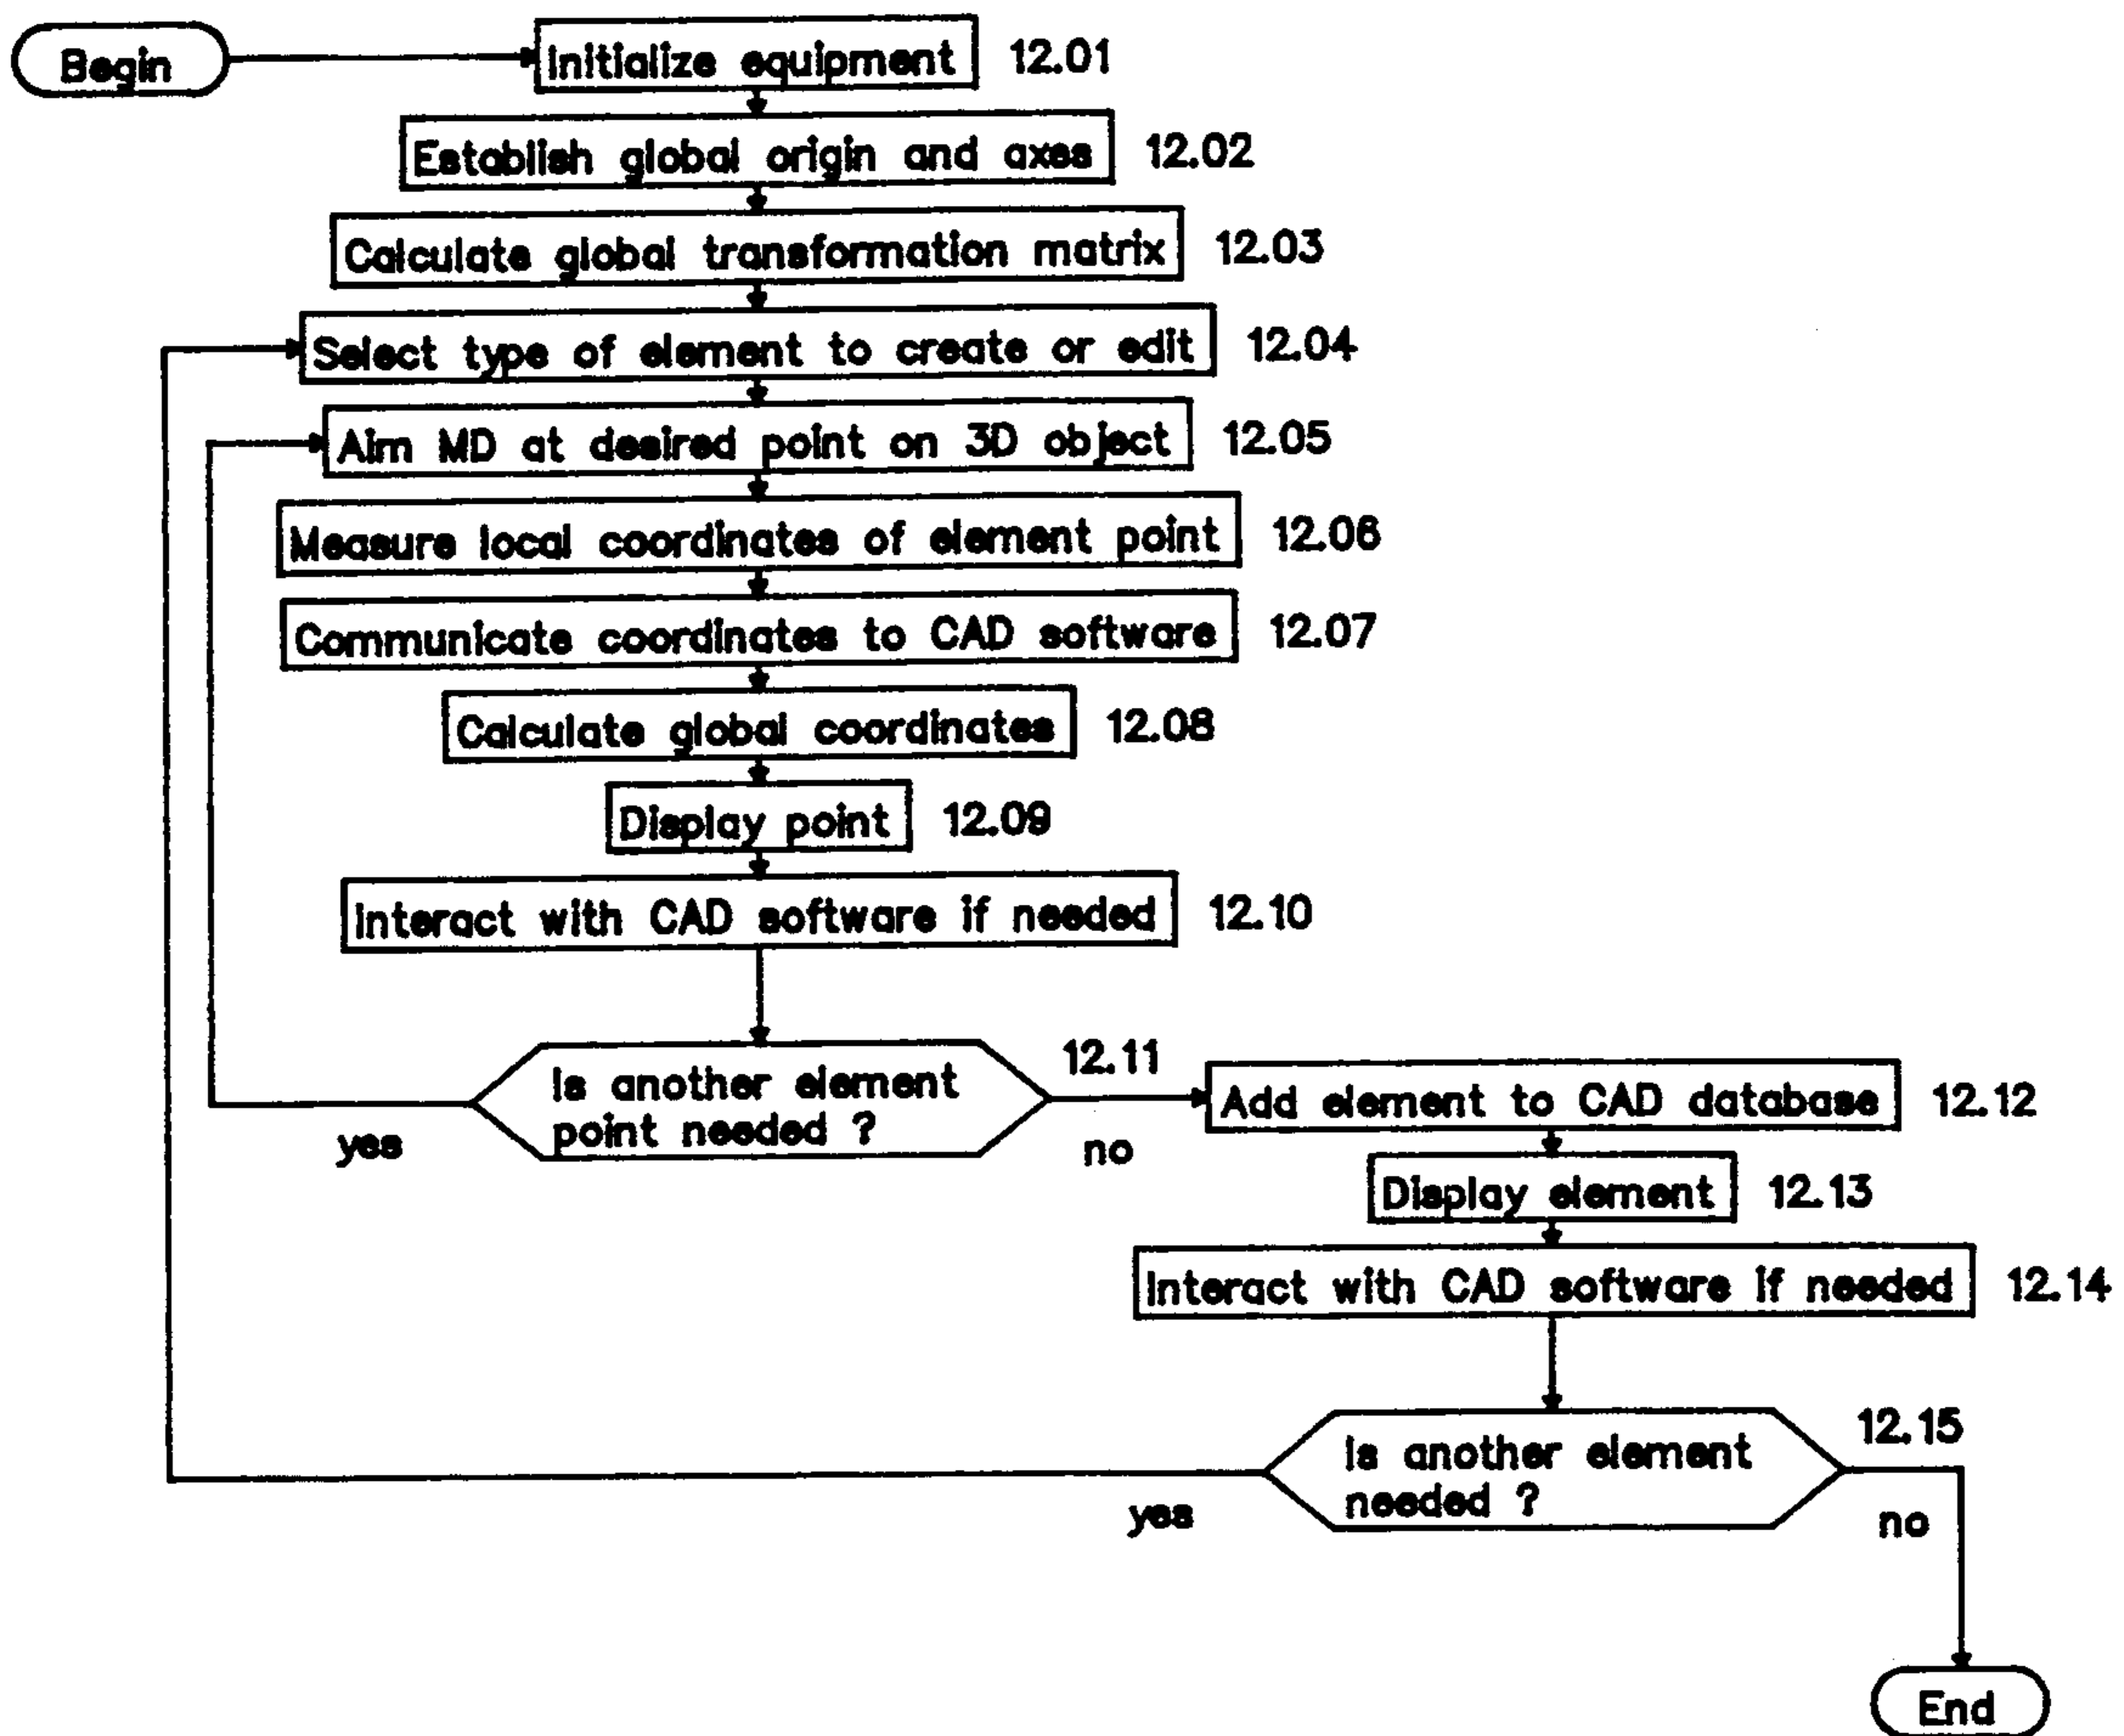 Begin
Initialize equipment 12.01
Establish global origin and axes 12.02
Calculate global transformation matrix 12.03
Select type of element to create or edit 12.04
Aim MD at desired point on 3D object 12.05
Measure local coordinates of element point 12.06
Communicate coordinates to CAD software 12.07
Calculate global coordinates 12.08
Display point 12.09
Interact with CAD software if needed 12.10
Is another element
point needed ?
12.11
yes
no
Add element to CAD database 12.12
Display element 12.13
Interact with CAD software if needed 12.14
Is another element
needed ?
12.15
yes
no
End